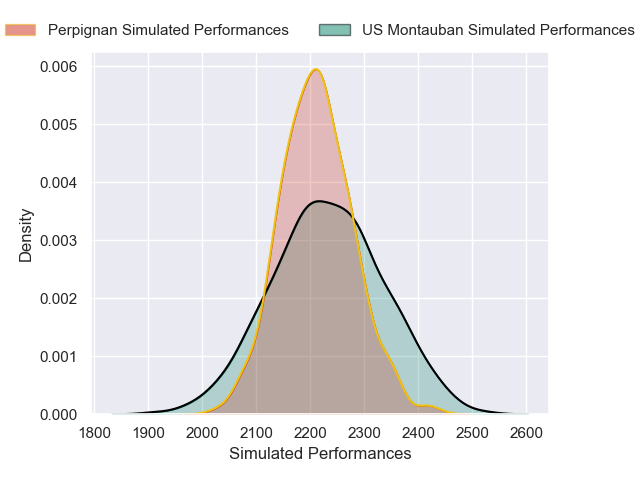 Perpignan Simulated Performances US Montauban Simulated Performances
0.006
0.005
0.004
0.003
0.002
0.001
0.000
Density
1800 1900 2000 2100 2200 2300 2400 2500 2600
Simulated Performances